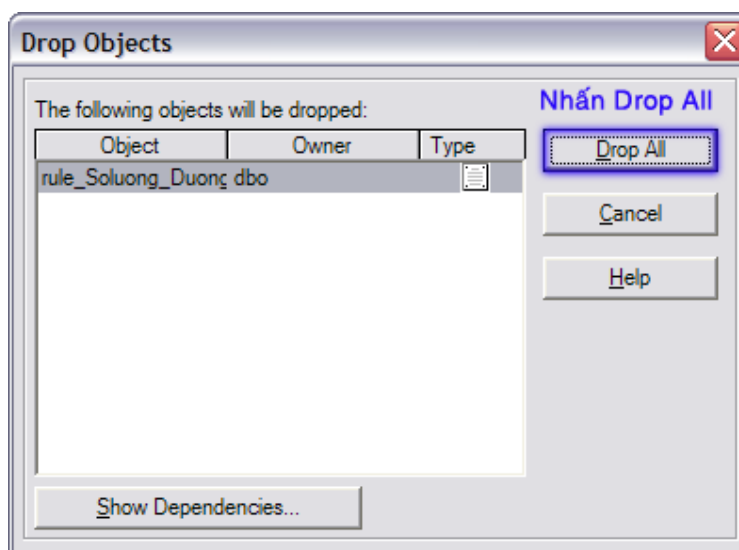 Drop Objects
The following objects will be dropped:
Nhấn Drop All
Object Owner Type
Drop All
rule_Soluong_Duong dbo
Cancel
Help
Show Dependencies...